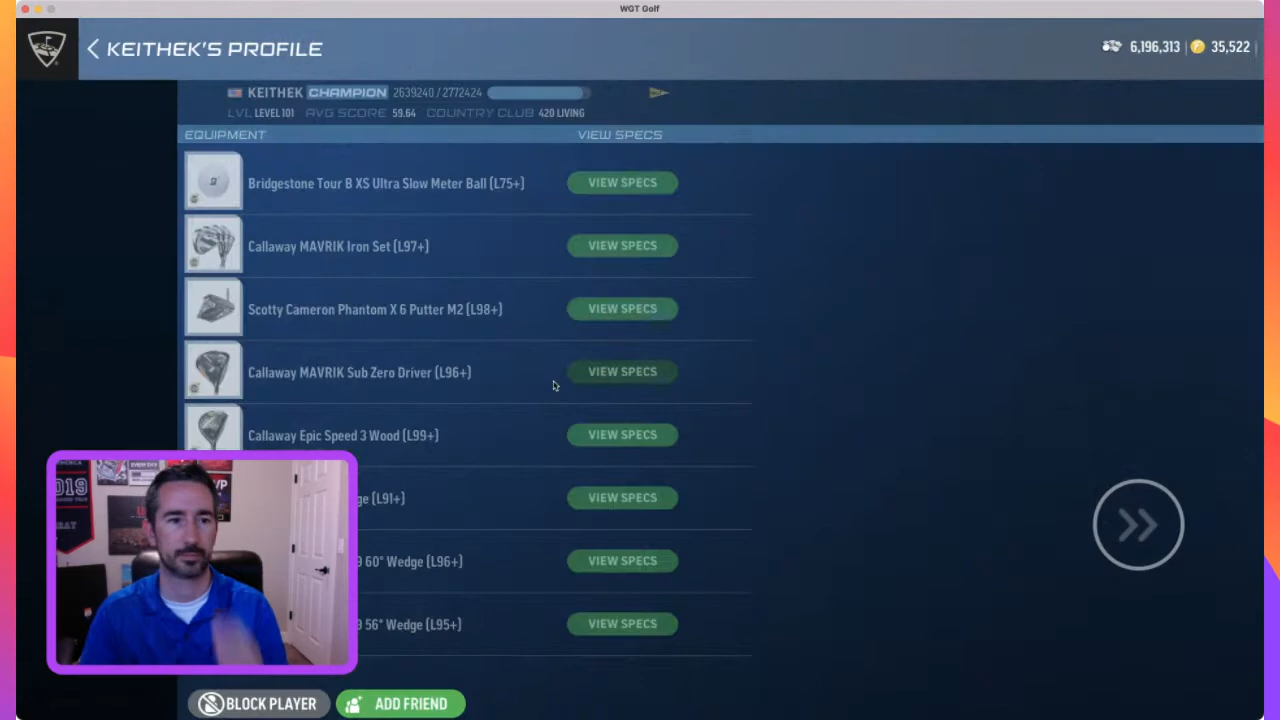 WGT Golf
KEITHEK'S PROFILE
6,196,313 | 35,522
KEITHEK CHAMPION 2639240 / 2772424
LVL LEVEL 101 AVG SCORE 59.64 COUNTRY CLUB 420 LIVING
EQUIPMENT VIEW SPECS
Bridgestone Tour B XS Ultra Slow Meter Ball (L75+) VIEW SPECS
Callaway MAVRIK Iron Set (L97+) VIEW SPECS
Scotty Cameron Phantom X 6 Putter M2 (L98+) VIEW SPECS
Callaway MAVRIK Sub Zero Driver (L96+) VIEW SPECS
Callaway Epic Speed 3 Wood (L99+) VIEW SPECS
ge (L91+) VIEW SPECS
9 60° Wedge (L96+) VIEW SPECS
9 56° Wedge (L95+) VIEW SPECS
019
BLOCK PLAYER ADD FRIEND